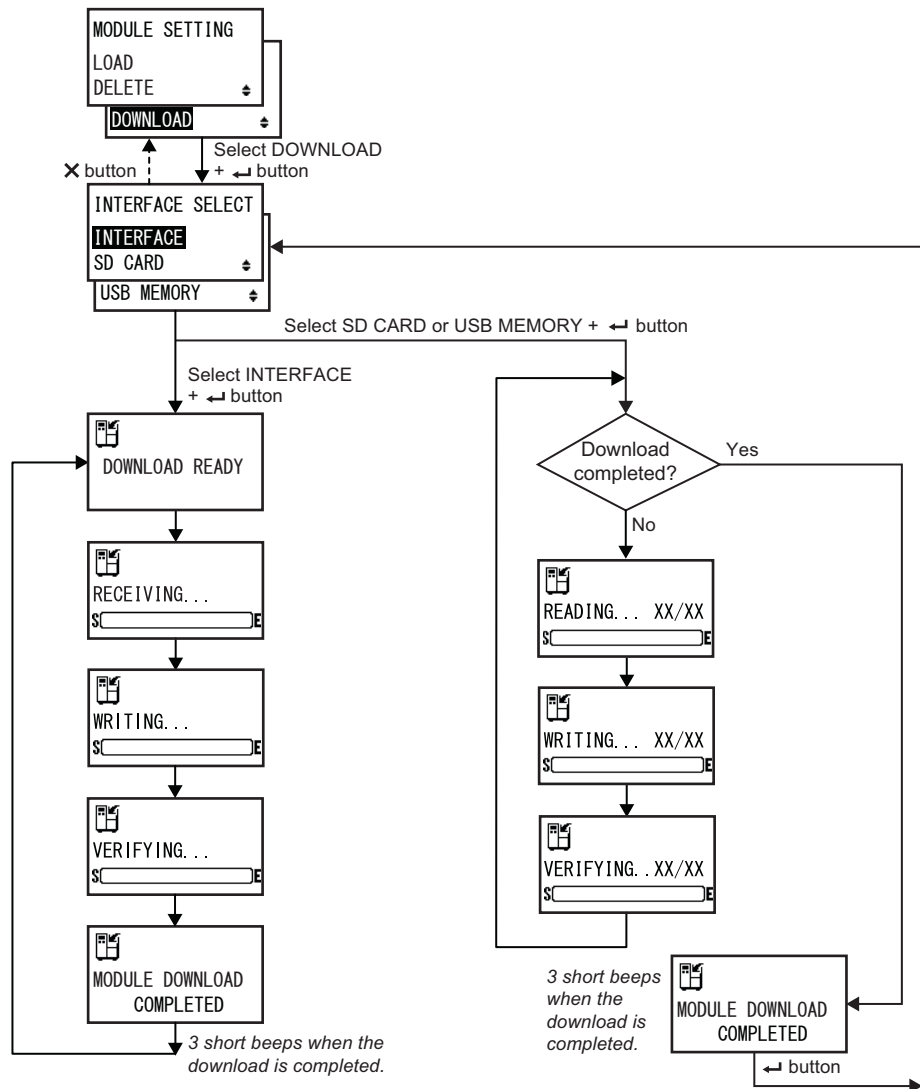 MODULE SETTING
LOAD
DELETE
DOWNLOAD
Select DOWNLOAD
+ ↵ button
✕ button
INTERFACE SELECT
INTERFACE
SD CARD
USB MEMORY
Select SD CARD or USB MEMORY + ↵ button
Select INTERFACE
+ ↵ button
DOWNLOAD READY
RECEIVING...
S E
WRITING...
S E
VERIFYING...
S E
MODULE DOWNLOAD
COMPLETED
3 short beeps when the
download is completed.
Download
completed?
Yes
No
READING... XX/XX
S E
WRITING... XX/XX
S E
VERIFYING..XX/XX
S E
3 short beeps
when the
download is
completed.
MODULE DOWNLOAD
COMPLETED
↵ button